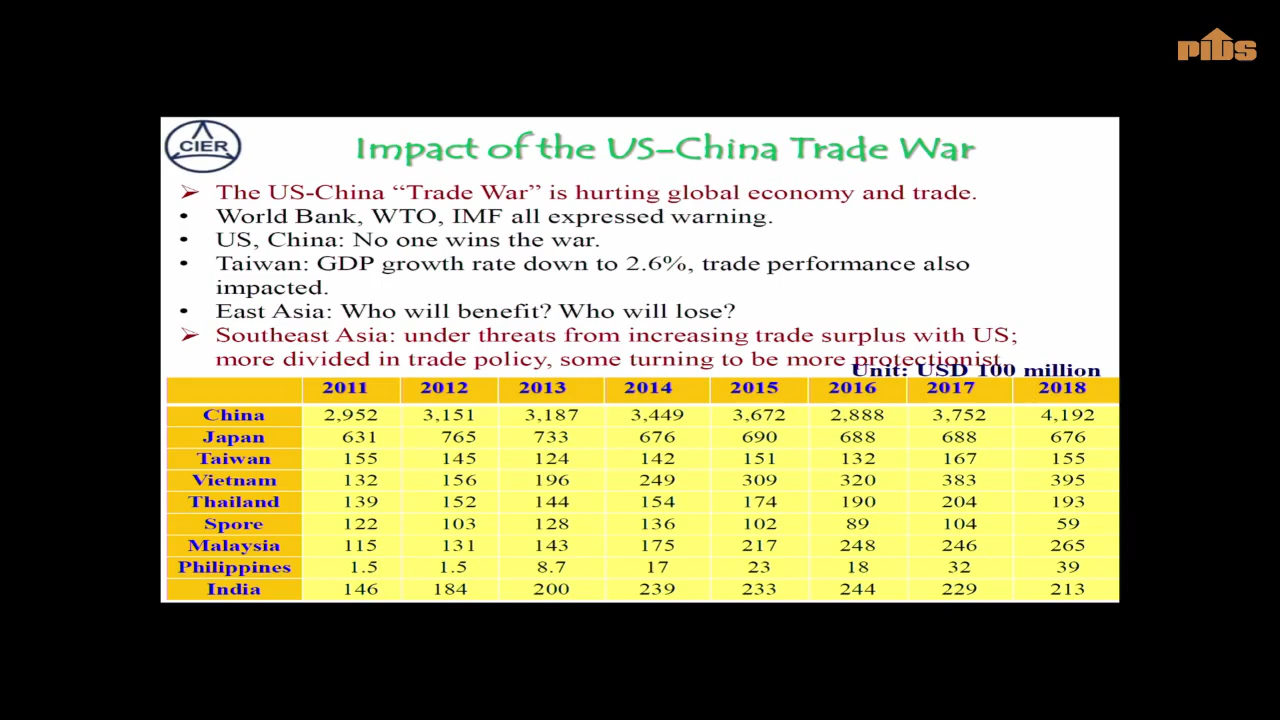 PIDS
CIER
Impact of the US-China Trade War
➢ The US-China “Trade War” is hurting global economy and trade.
• World Bank, WTO, IMF all expressed warning.
• US, China: No one wins the war.
• Taiwan: GDP growth rate down to 2.6%, trade performance also
impacted.
• East Asia: Who will benefit? Who will lose?
➢ Southeast Asia: under threats from increasing trade surplus with US;
more divided in trade policy, some turning to be more protectionist.
Unit: USD 100 million
2011 2012 2013 2014 2015 2016 2017 2018
China 2,952 3,151 3,187 3,449 3,672 2,888 3,752 4,192
Japan 631 765 733 676 690 688 688 676
Taiwan 155 145 124 142 151 132 167 155
Vietnam 132 156 196 249 309 320 383 395
Thailand 139 152 144 154 174 190 204 193
Spore 122 103 128 136 102 89 104 59
Malaysia 115 131 143 175 217 248 246 265
Philippines 1.5 1.5 8.7 17 23 18 32 39
India 146 184 200 239 233 244 229 213